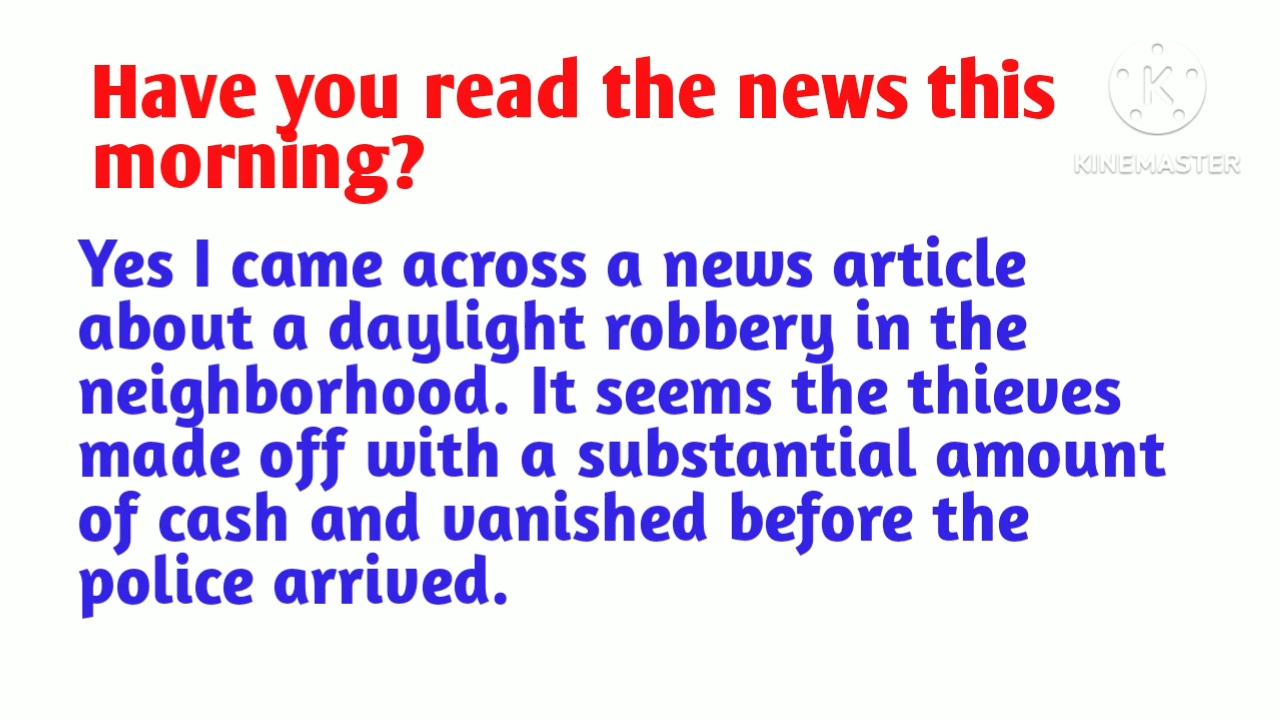 Have you read the news this
morning?
K
KINEMASTER
Yes I came across a news article
about a daylight robbery in the
neighborhood. It seems the thieves
made off with a substantial amount
of cash and vanished before the
police arrived.